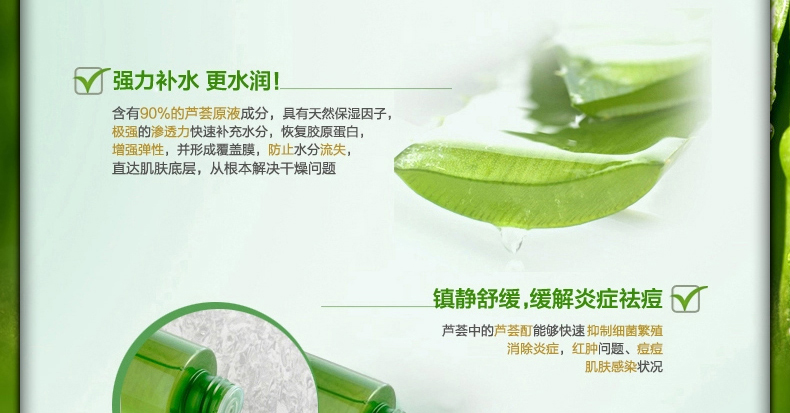 强力补水 更水润!
含有90%的芦荟原液成分，具有天然保湿因子，
极强的渗透力快速补充水分，恢复胶原蛋白，
增强弹性，并形成覆盖膜，防止水分流失，
直达肌肤底层，从根本解决干燥问题
镇静舒缓,缓解炎症祛痘
芦荟中的芦荟酊能够快速抑制细菌繁殖
消除炎症，红肿问题、痘痘
肌肤感染状况